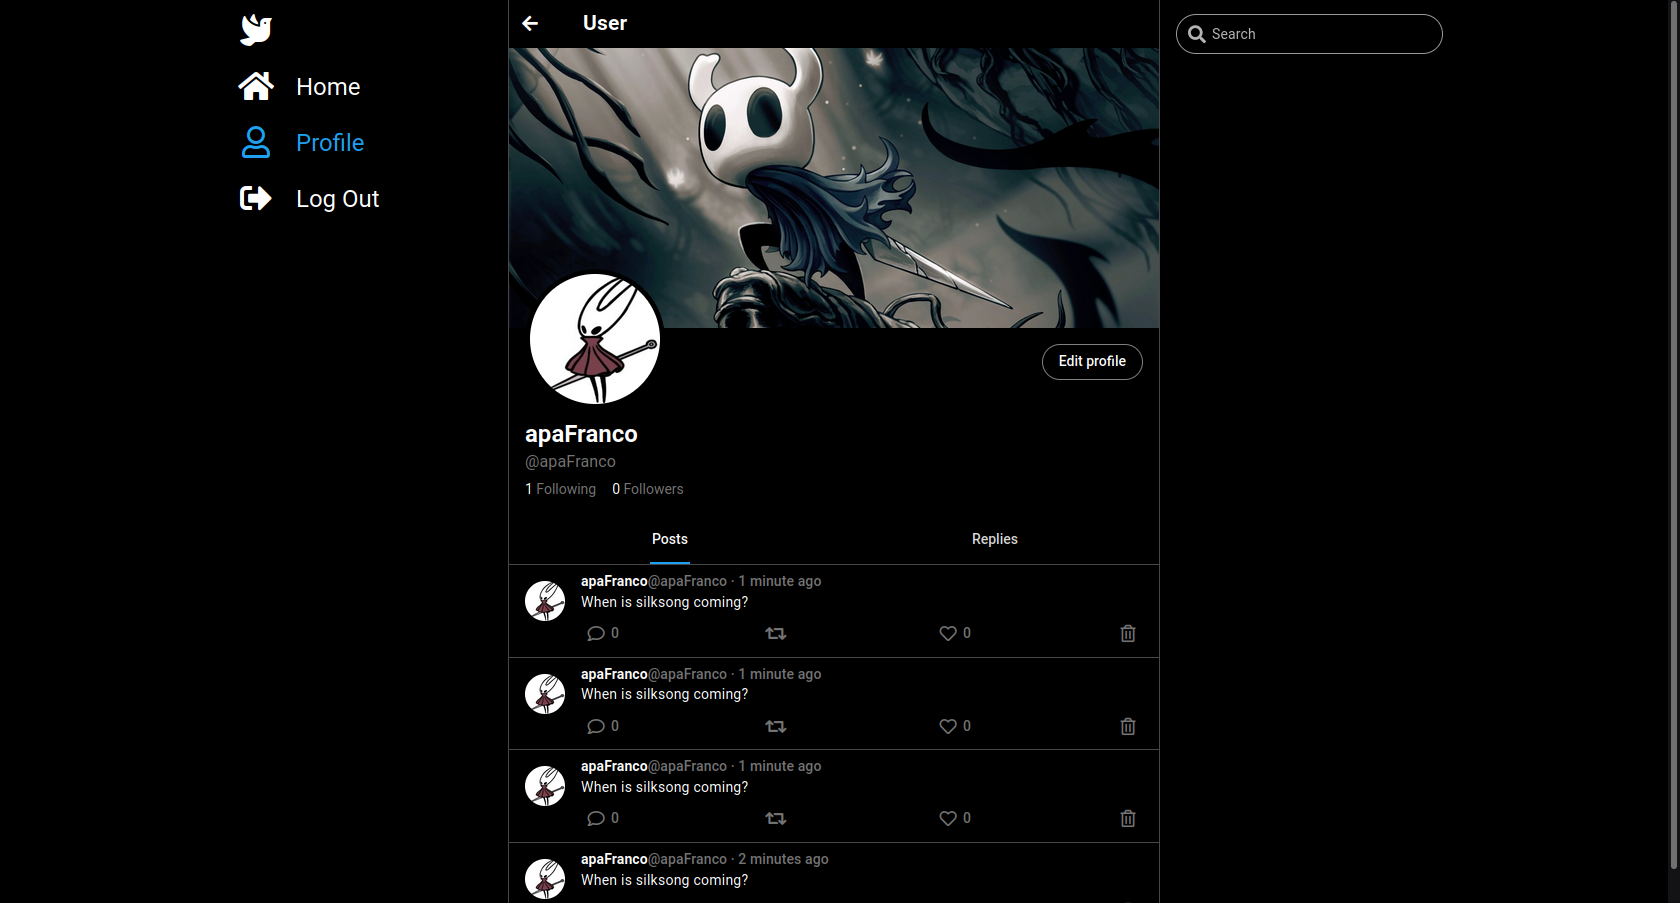 Home
Profile
Log Out
User
Search
Edit profile
apaFranco
@apaFranco
1 Following 0 Followers
Posts Replies
apaFranco@apaFranco · 1 minute ago
When is silksong coming?
0 0
apaFranco@apaFranco · 1 minute ago
When is silksong coming?
0 0
apaFranco@apaFranco · 1 minute ago
When is silksong coming?
0 0
apaFranco@apaFranco · 2 minutes ago
When is silksong coming?